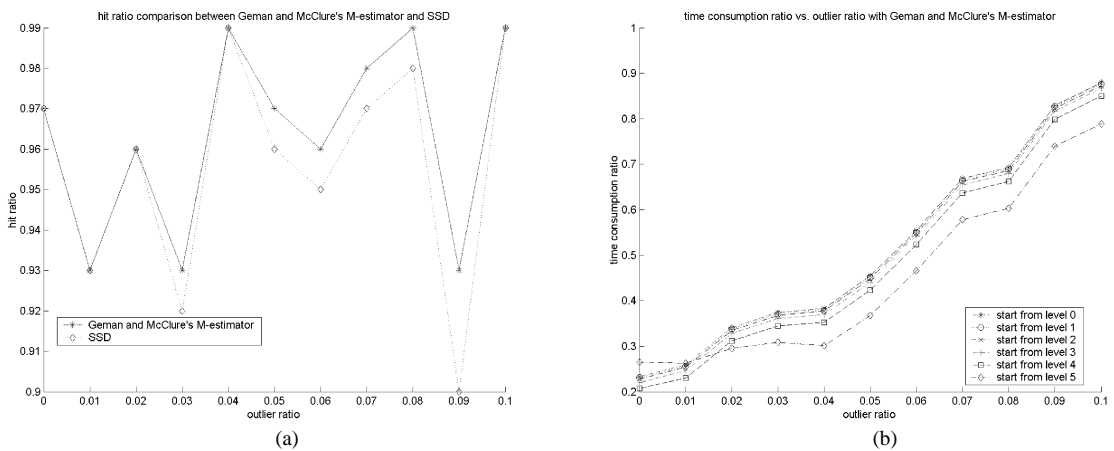 hit ratio comparison between Geman and McClure's M-estimator and SSD
0.99
0.98
0.97
0.96
0.95
0.94
0.93
0.92
0.91
0.9
hit ratio
Geman and McClure's M-estimator
SSD
0
0.01
0.02
0.03
0.04
0.05
0.06
0.07
0.08
0.09
0.1
outlier ratio
(a)
time consumption ratio vs. outlier ratio with Geman and McClure's M-estimator
1
0.9
0.8
0.7
0.6
0.5
0.4
0.3
0.2
time consumption ratio
start from level 0
start from level 1
start from level 2
start from level 3
start from level 4
start from level 5
0
0.01
0.02
0.03
0.04
0.05
0.06
0.07
0.08
0.09
0.1
outlier ratio
(b)